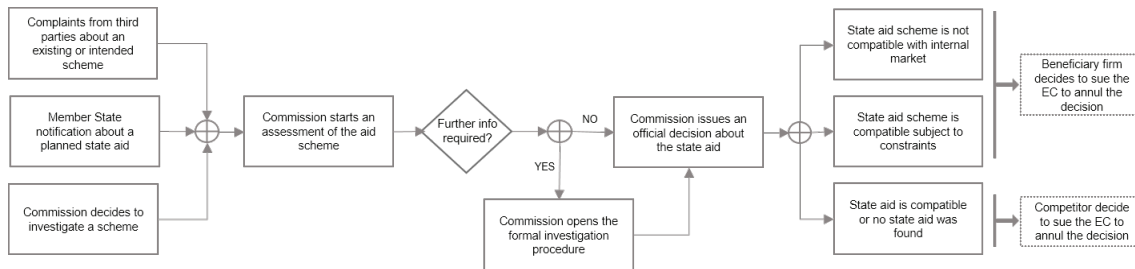 Complaints from third
parties about an
existing or intended
scheme
Member State
notification about a
planned state aid
Commission decides to
investigate a scheme
Commission starts an
assessment of the aid
scheme
Further info
required?
NO
YES
Commission opens the
formal investigation
procedure
Commission issues an
official decision about
the state aid
State aid scheme is not
compatible with internal
market
State aid scheme is
compatible subject to
constraints
State aid is compatible
or no state aid was
found
Beneficiary firm
decides to sue the
EC to annul the
decision
Competitor decide
to sue the EC to
annul the decision